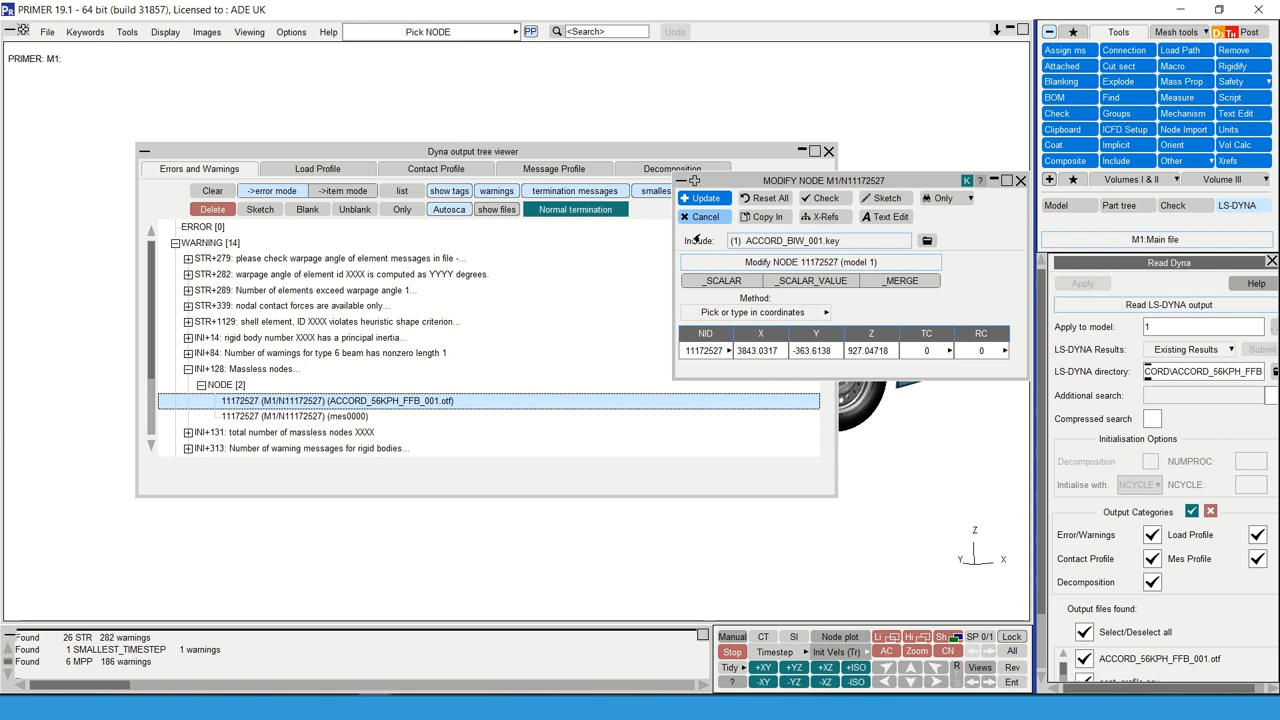 PRIMER 19.1 - 64 bit (build 31857), Licensed to : ADE UK
File Keywords Tools Display Images Viewing Options Help Pick NODE PP <Search> Undo
PRIMER: M1:
Dyna output tree viewer
Errors and Warnings Load Profile Contact Profile Message Profile Decomposition
Clear ->error mode ->item mode list show tags warnings termination messages smalles
Delete Sketch Blank Unblank Only Autosca show files Normal termination
ERROR [0]
WARNING [14]
STR+279: please check warpage angle of element messages in file -...
STR+282: warpage angle of element id XXXX is computed as YYYY degrees.
STR+289: Number of elements exceed warpage angle 1...
STR+339: nodal contact forces are available only...
STR+1129: shell element, ID XXXX violates heuristic shape criterion...
INI+14: rigid body number XXXX has a principal inertia...
INI+84: Number of warnings for type 6 beam has nonzero length 1
INI+128: Massless nodes...
NODE [2]
11172527 (M1/N11172527) (ACCORD_56KPH_FFB_001.otf)
11172527 (M1/N11172527) (mes0000)
INI+131: total number of massless nodes XXXX
INI+313: Number of warning messages for rigid bodies...
MODIFY NODE M1/N11172527 K ?
Update Reset All Check Sketch Only
Cancel Copy In X-Refs Text Edit
Include: (1) ACCORD_BIW_001.key
Modify NODE 11172527 (model 1)
_SCALAR _SCALAR_VALUE _MERGE
Method:
Pick or type in coordinates
NID X Y Z TC RC
11172527 3843.0317 -363.6138 927.04718 0 0
Z
Y X
Found 26 STR 282 warnings
Found 1 SMALLEST_TIMESTEP 1 warnings
Found 6 MPP 186 warnings
Manual CT SI Node plot Li Hi Sh SP 0/1 Lock
Stop Timestep Init Vels (Tr) AC Zoom CN All
Tidy +XY +YZ +XZ +ISO R Views Rev
? -XY -YZ -XZ -ISO Ent
Tools Mesh tools D3 TH Post
Assign ms Connection Load Path Remove
Attached Cut sect Macro Rigidify
Blanking Explode Mass Prop Safety
BOM Find Measure Script
Check Groups Mechanism Text Edit
Clipboard ICFD Setup Node Import Units
Coat Implicit Orient Vol Calc
Composite Include Other Xrefs
Volumes I & II Volume III
Model Part tree Check LS-DYNA
M1:Main file
Read Dyna
Apply Help
Read LS-DYNA output
Apply to model: 1
LS-DYNA Results: Existing Results Submit
LS-DYNA directory: CORD\ACCORD_56KPH_FFB
Additional search:
Compressed search:
Initialisation Options
Decomposition NUMPROC:
Initialise with: NCYCLE NCYCLE:
Output Categories
Error/Warnings Load Profile
Contact Profile Mes Profile
Decomposition
Output files found:
Select/Deselect all
ACCORD_56KPH_FFB_001.otf